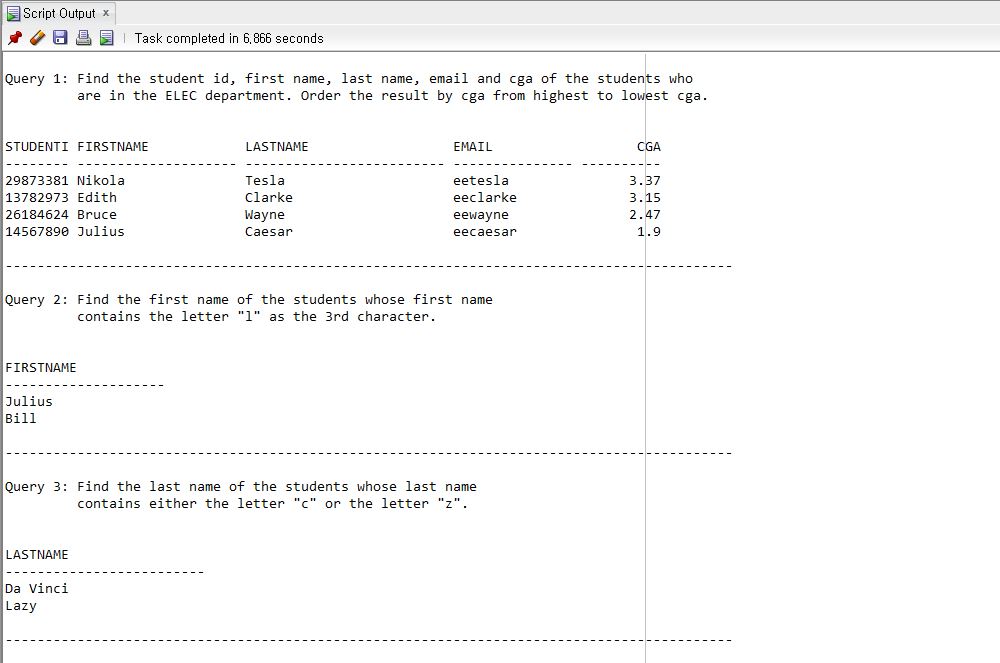 Script Output x
Task completed in 6,866 seconds
Query 1: Find the student id, first name, last name, email and cga of the students who
         are in the ELEC department. Order the result by cga from highest to lowest cga.
STUDENTI FIRSTNAME            LASTNAME                  EMAIL                  CGA
-------- -------------------- ------------------------- --------------- ----------
29873381 Nikola               Tesla                     eetesla               3.37
13782973 Edith                Clarke                    eeclarke              3.15
26184624 Bruce                Wayne                     eewayne               2.47
14567890 Julius               Caesar                    eecaesar               1.9
-------------------------------------------------------------------------------------------
Query 2: Find the first name of the students whose first name
         contains the letter "l" as the 3rd character.
FIRSTNAME
--------------------
Julius
Bill
-------------------------------------------------------------------------------------------
Query 3: Find the last name of the students whose last name
         contains either the letter "c" or the letter "z".
LASTNAME
-------------------------
Da Vinci
Lazy
-------------------------------------------------------------------------------------------